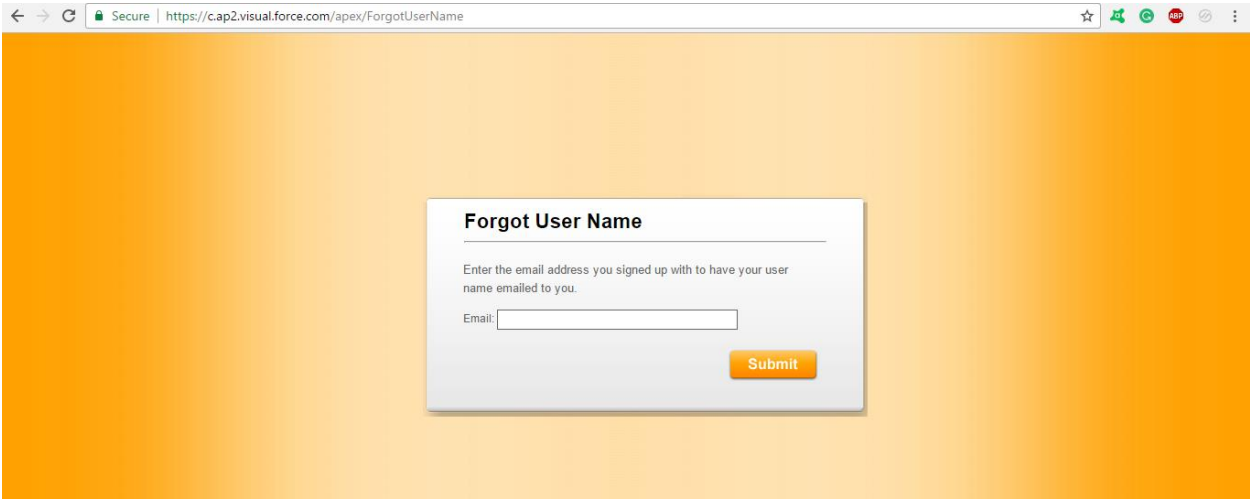 Secure | https://c.ap2.visual.force.com/apex/ForgotUserName
ABP
Forgot User Name
Enter the email address you signed up with to have your user
name emailed to you.
Email:
Submit